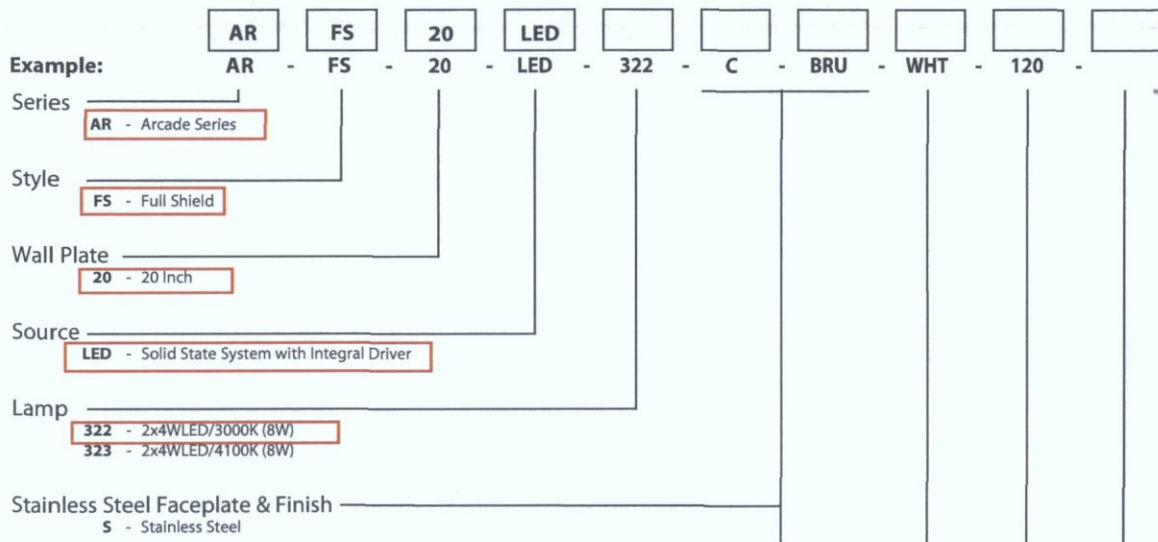 AR FS 20 LED
Example: AR - FS - 20 - LED - 322 - C - BRU - WHT - 120 -
Series
AR - Arcade Series
Style
FS - Full Shield
Wall Plate
20 - 20 Inch
Source
LED - Solid State System with Integral Driver
Lamp
322 - 2x4WLED/3000K (8W)
323 - 2x4WLED/4100K (8W)
Stainless Steel Faceplate & Finish
S - Stainless Steel